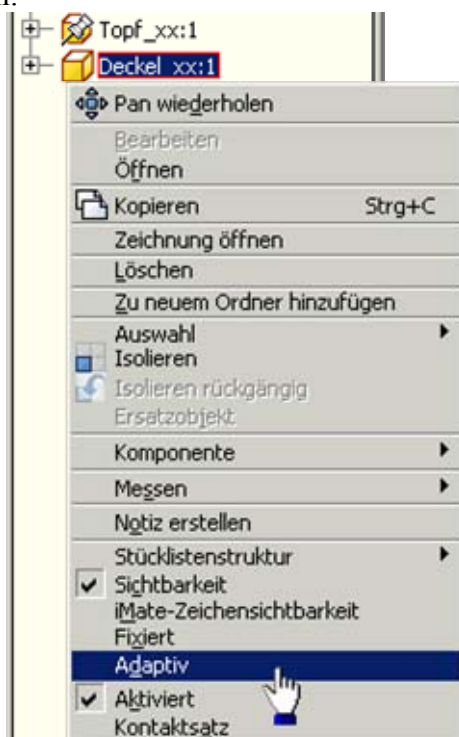 Topf_xx:1
Deckel_xx:1
Pan wiederholen
Bearbeiten
Öffnen
Kopieren Strg+C
Zeichnung öffnen
Löschen
Zu neuem Ordner hinzufügen
Auswahl
Isolieren
Isolieren rückgängig
Ersatzobjekt
Komponente
Messen
Notiz erstellen
Stücklistenstruktur
Sichtbarkeit
iMate-Zeichensichtbarkeit
Fixiert
Adaptiv
Aktiviert
Kontaktsatz